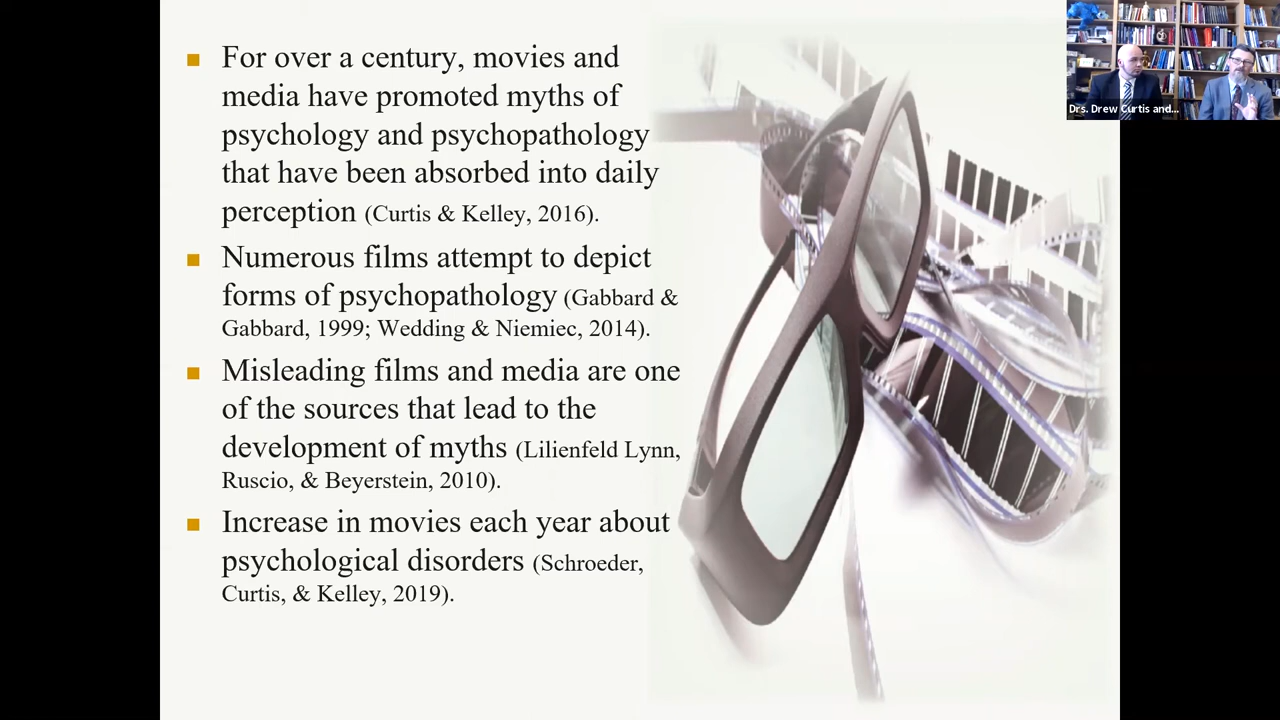 For over a century, movies and
media have promoted myths of
psychology and psychopathology
that have been absorbed into daily
perception (Curtis & Kelley, 2016).
Numerous films attempt to depict
forms of psychopathology (Gabbard &
Gabbard, 1999; Wedding & Niemiec, 2014).
Misleading films and media are one
of the sources that lead to the
development of myths (Lilienfeld Lynn,
Ruscio, & Beyerstein, 2010).
Increase in movies each year about
psychological disorders (Schroeder,
Curtis, & Kelley, 2019).
Drs. Drew Curtis and...